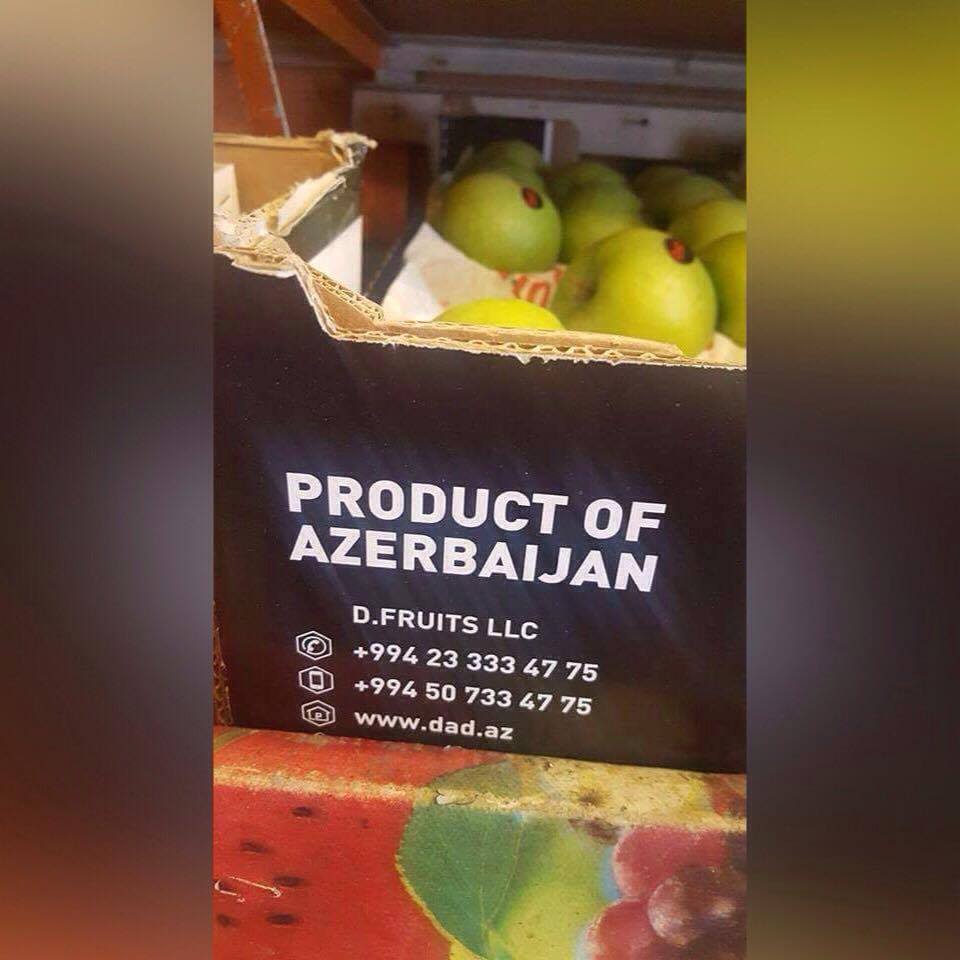 PRODUCT OF
AZERBAIJAN
D.FRUITS LLC
+994 23 333 47 75
+994 50 733 47 75
www.dad.az